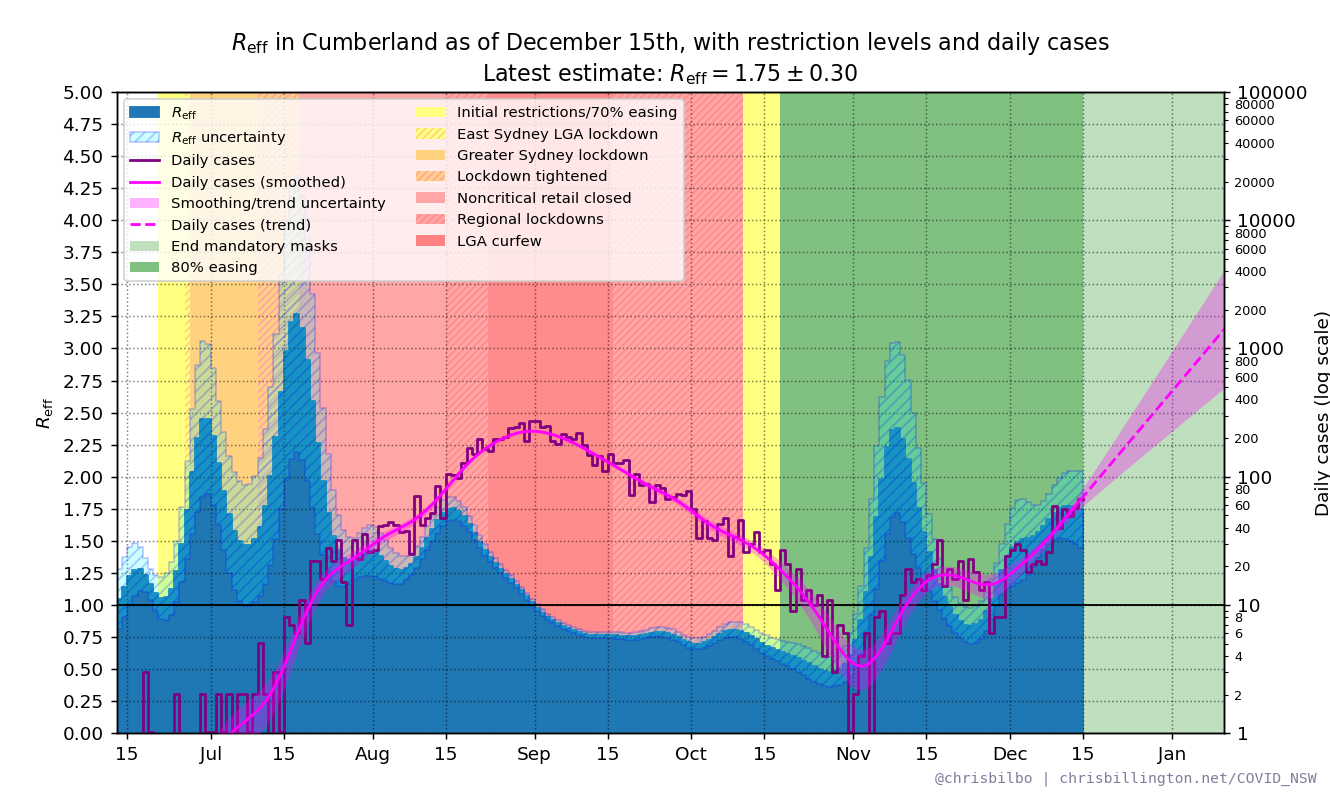 Reff in Cumberland as of December 15th, with restriction levels and daily cases
Latest estimate: Reff = 1.75 ± 0.30
Reff
Reff uncertainty
Daily cases
Daily cases (smoothed)
Smoothing/trend uncertainty
Daily cases (trend)
End mandatory masks
80% easing
Initial restrictions/70% easing
East Sydney LGA lockdown
Greater Sydney lockdown
Lockdown tightened
Noncritical retail closed
Regional lockdowns
LGA curfew
5.00
4.75
4.50
4.25
4.00
3.75
3.50
3.25
3.00
2.75
2.50
2.25
2.00
1.75
1.50
1.25
1.00
0.75
0.50
0.25
0.00
Reff
100000
80000
60000
40000
20000
10000
8000
6000
4000
2000
1000
800
600
400
200
100
80
60
40
20
10
8
6
4
2
1
Daily cases (log scale)
15 Jul 15 Aug 15 Sep 15 Oct 15 Nov 15 Dec 15 Jan
@chrisbilbo | chrisbillington.net/COVID_NSW